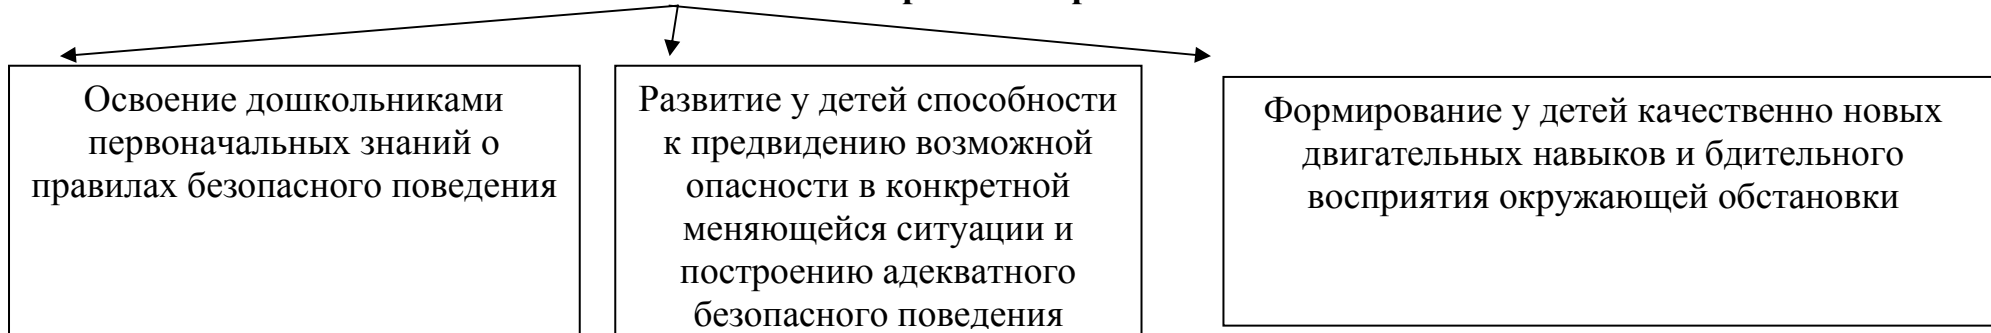 Освоение дошкольниками
первоначальных знаний о
правилах безопасного поведения
Развитие у детей способности
к предвидению возможной
опасности в конкретной
меняющейся ситуации и
построению адекватного
безопасного поведения
Формирование у детей качественно новых
двигательных навыков и бдительного
восприятия окружающей обстановки